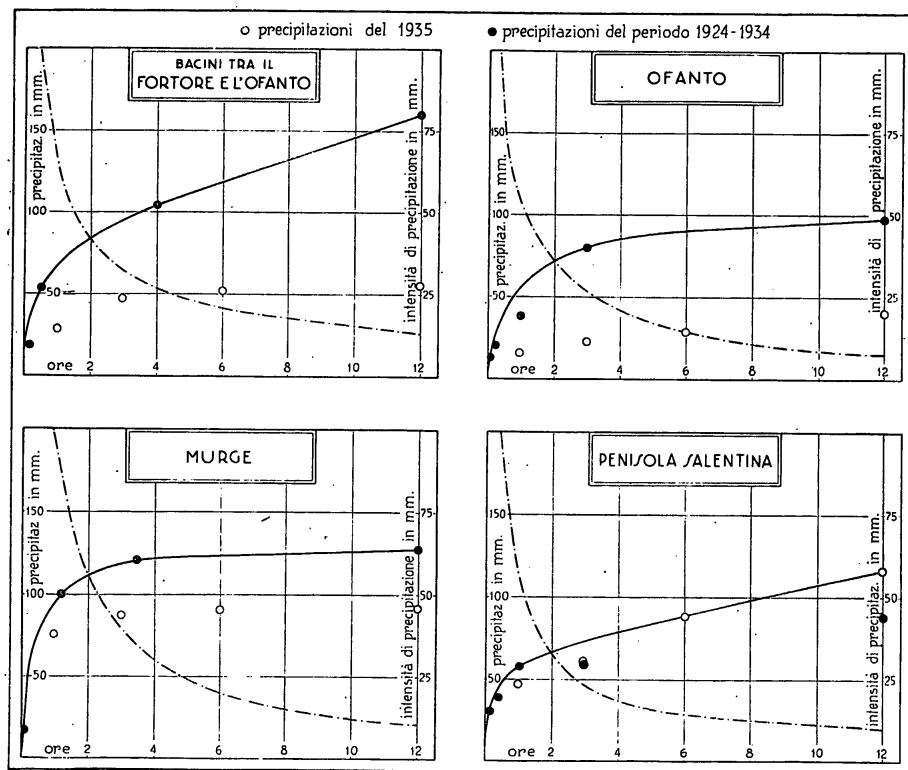 ○ precipitazioni del 1935
● precipitazioni del periodo 1924-1934
BACINI TRA IL
FORTORE E L'OFANTO
precipitaz. in mm.
intensità di precipitazione in mm.
150
100
50
75
50
25
ore 2 4 6 8 10 12
OFANTO
precipitaz. in mm.
intensità di precipitazione in mm.
150
100
50
75
50
25
ore 2 4 6 8 10 12
MURGE
precipitaz in mm.
intensità di precipitazione in mm.
150
100
50
75
50
25
ore 2 4 6 8 10 12
PENISOLA SALENTINA
precipitaz in mm.
intensità di precipitaz. in mm.
150
100
50
75
50
25
ore 2 4 6 8 10 12